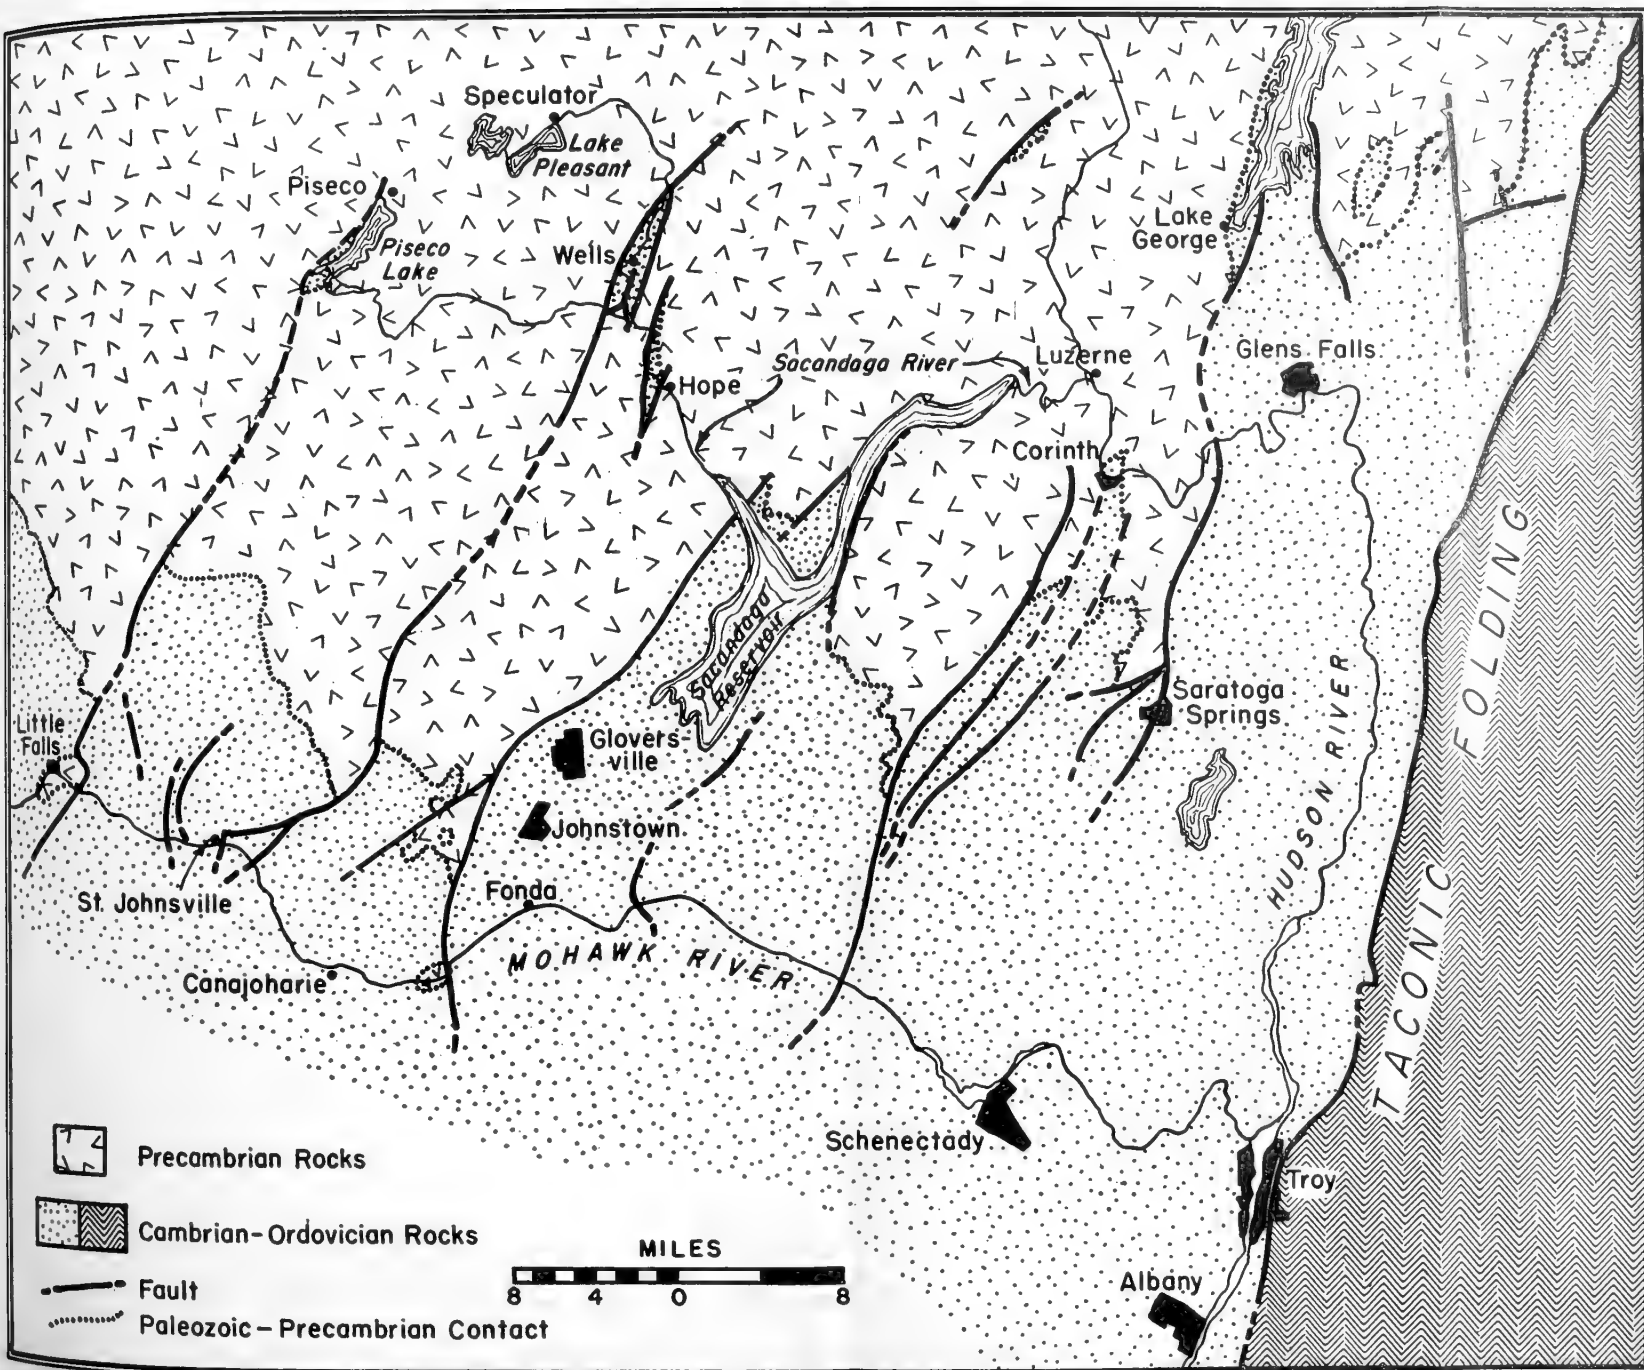 Speculator
Lake
Pleasant
Piseco
Piseco
Lake
Wells
Lake
George
Sacandaga River
Luzerne
Glens Falls
Hope
Corinth
Sacandaga
Reservoir
Saratoga
Springs
Little
Falls
Glovers-
ville
Johnstown
HUDSON RIVER
TACONIC FOLDING
St. Johnsville
Fonda
MOHAWK RIVER
Canajoharie
Schenectady
Troy
Albany
Precambrian Rocks
Cambrian-Ordovician Rocks
Fault
Paleozoic-Precambrian Contact
MILES
8 4 0 8